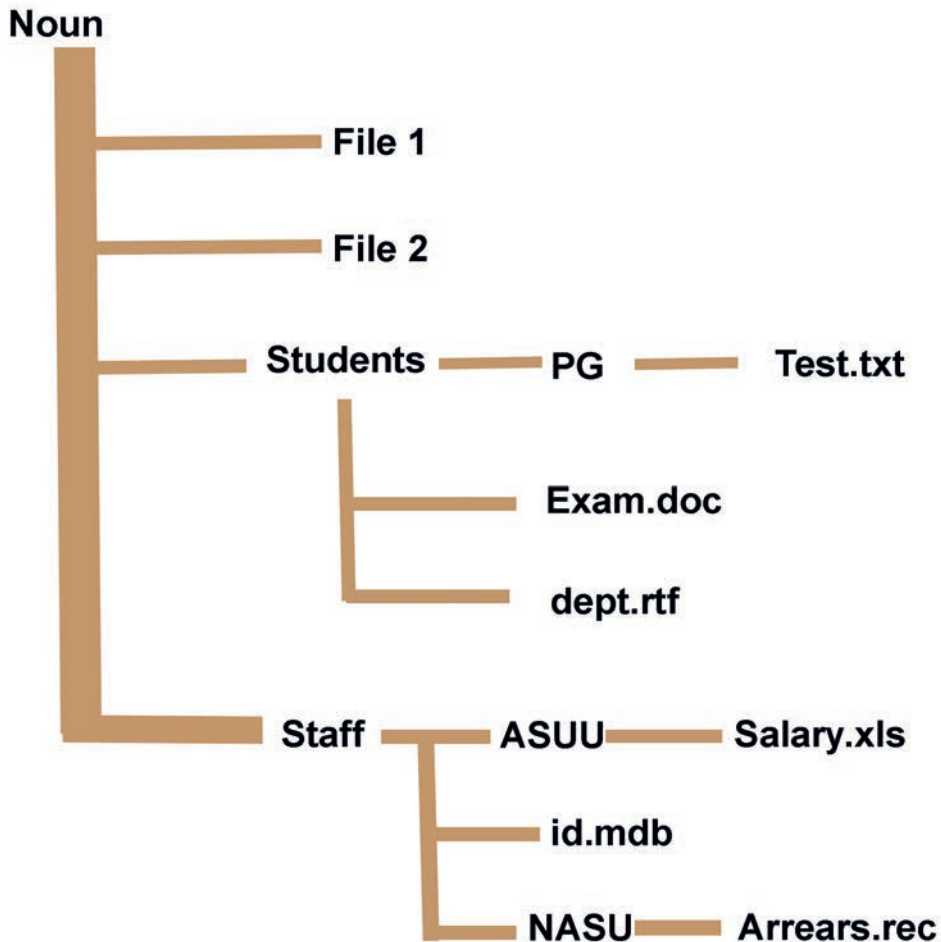 Noun
File 1
File 2
Students PG Test.txt
Exam.doc
dept.rtf
Staff ASUU Salary.xls
id.mdb
NASU Arrears.rec